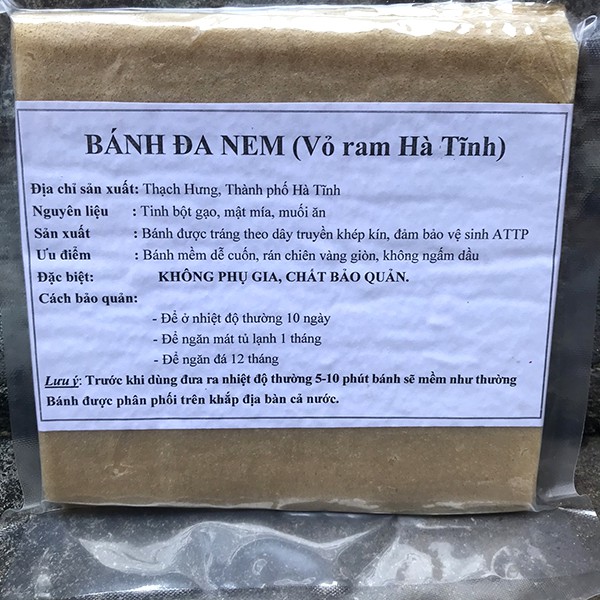 BÁNH ĐA NEM (Vỏ ram Hà Tĩnh)
Địa chỉ sản xuất: Thạch Hưng, Thành phố Hà Tĩnh
Nguyên liệu : Tinh bột gạo, mật mía, muối ăn
Sản xuất : Bánh được tráng theo dây truyền khép kín, đảm bảo vệ sinh ATTP
Ưu điểm : Bánh mềm dễ cuốn, rán chiên vàng giòn, không ngấm dầu
Đặc biệt: KHÔNG PHỤ GIA, CHẤT BẢO QUẢN.
Cách bảo quản:
- Để ở nhiệt độ thường 10 ngày
- Để ngăn mát tủ lạnh 1 tháng
- Để ngăn đá 12 tháng
Lưu ý: Trước khi dùng đưa ra nhiệt độ thường 5-10 phút bánh sẽ mềm như thường
Bánh được phân phối trên khắp địa bàn cả nước.